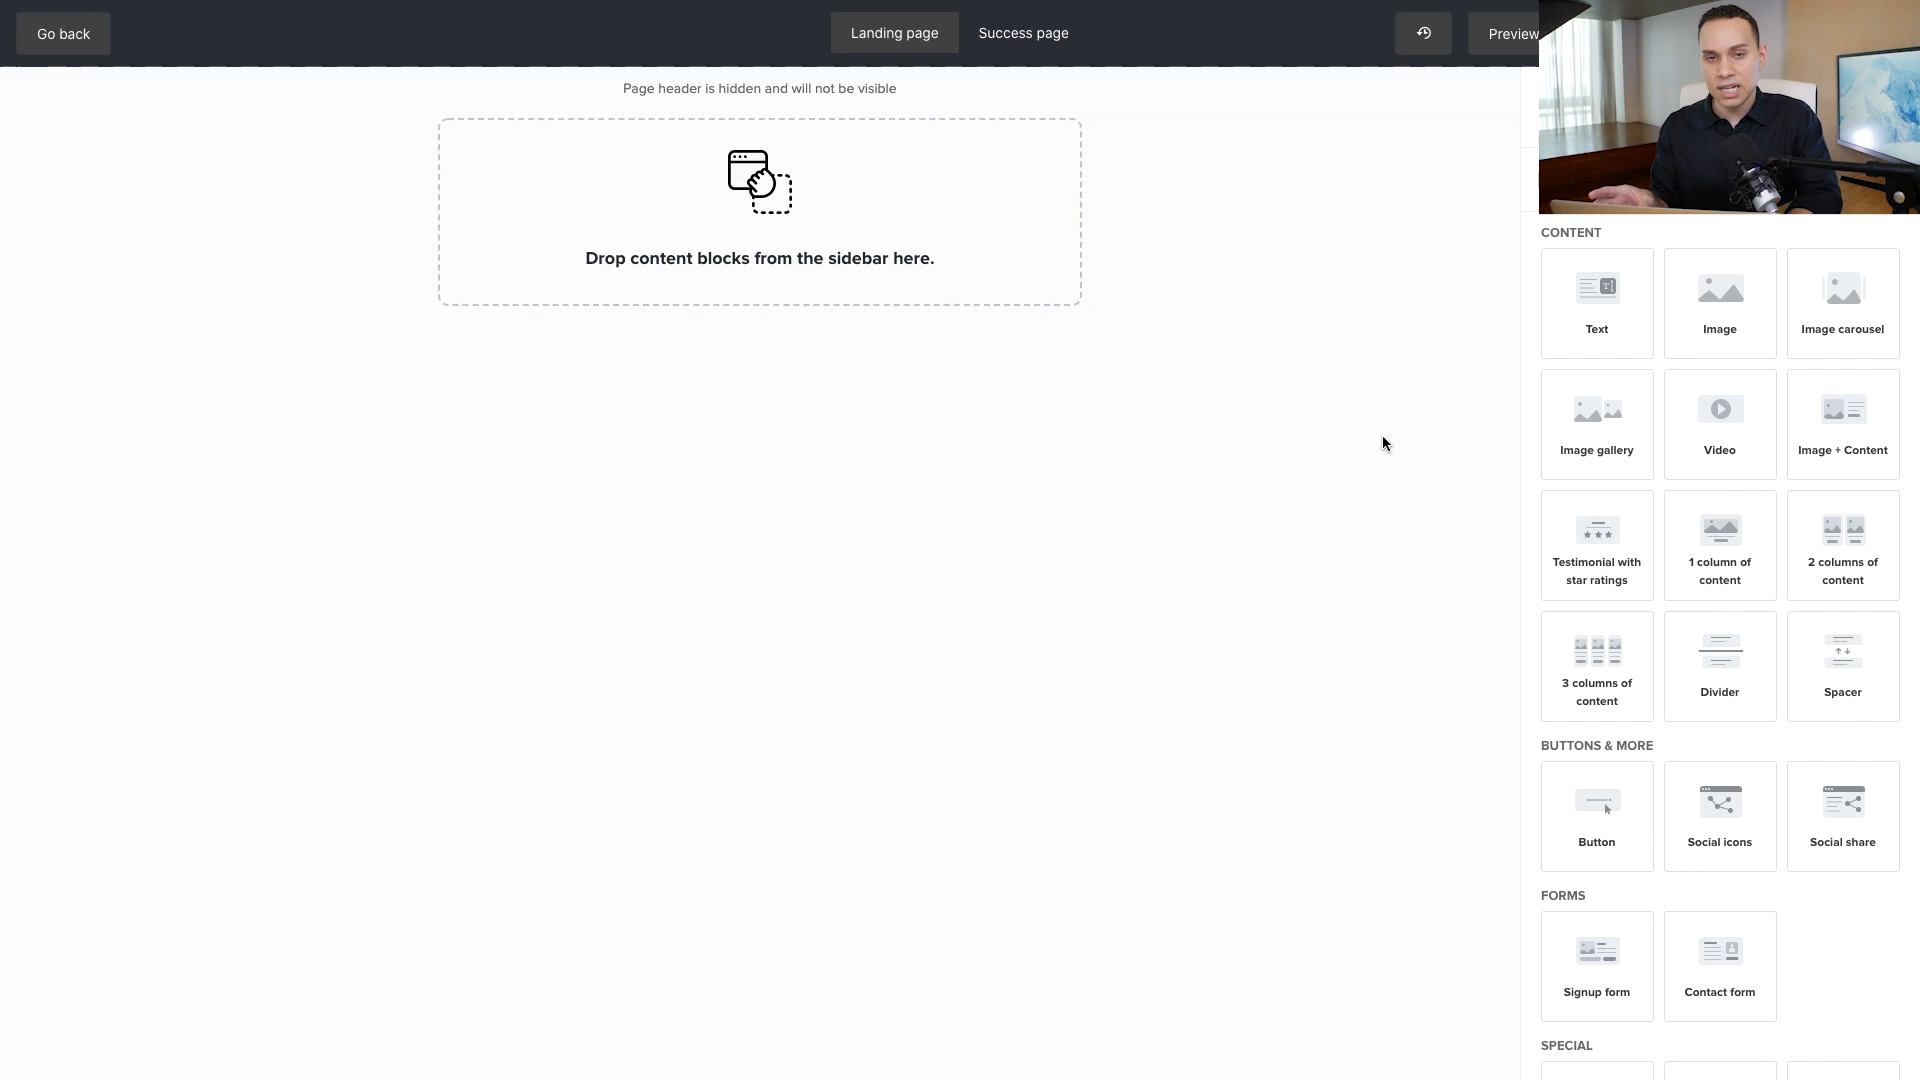 Go back
Landing page
Success page
Preview
Page header is hidden and will not be visible
Drop content blocks from the sidebar here.
CONTENT
Text
Image
Image carousel
Image gallery
Video
Image + Content
Testimonial with
star ratings
1 column of
content
2 columns of
content
3 columns of
content
Divider
Spacer
BUTTONS & MORE
Button
Social icons
Social share
FORMS
Signup form
Contact form
SPECIAL